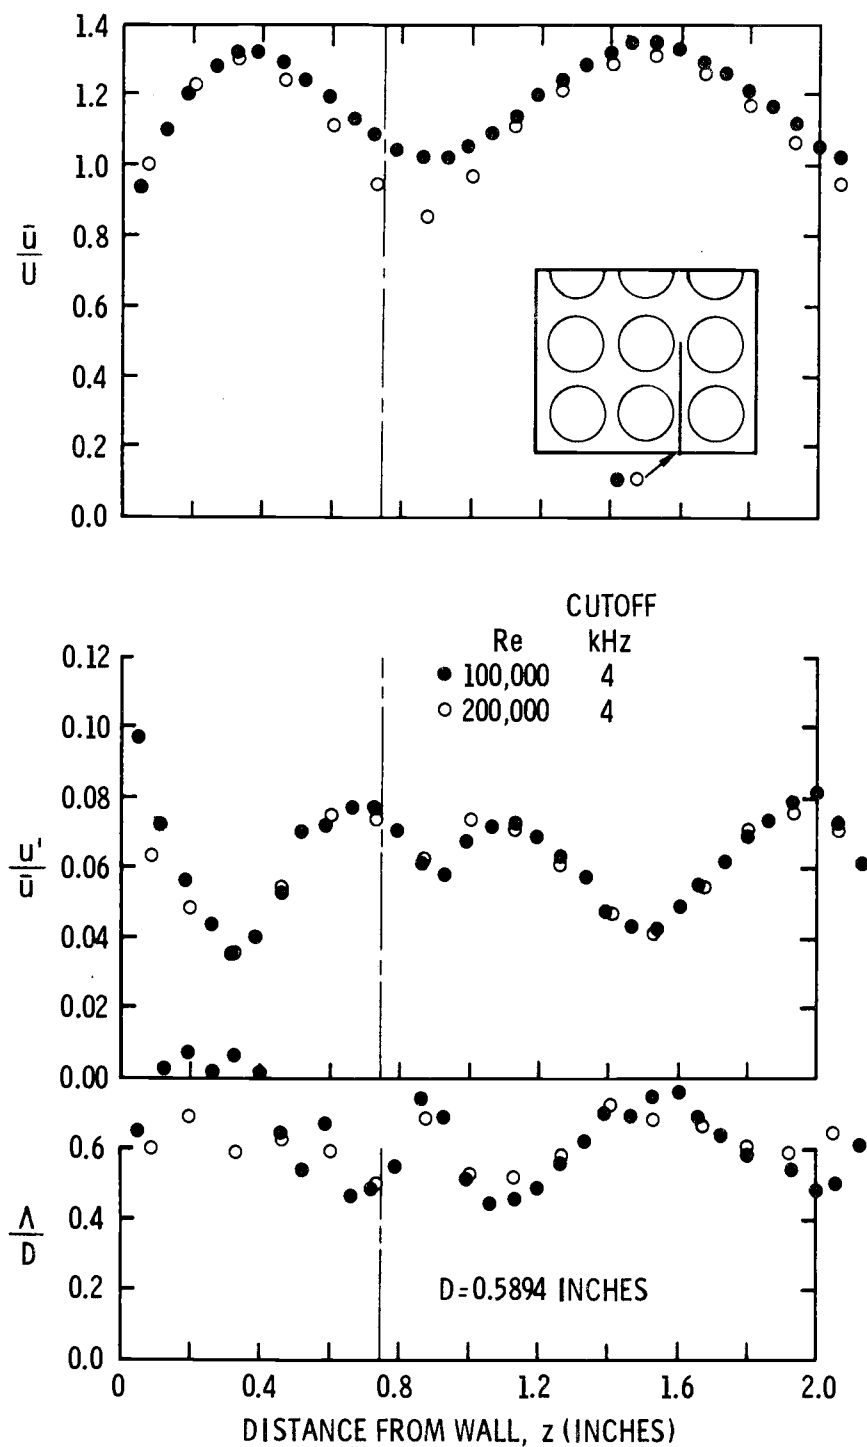 1.4
1.2
1.0
0.8
0.6
0.4
0.2
0.0
ū
U
CUTOFF
Re kHz
● 100,000 4
○ 200,000 4
0.12
0.10
0.08
0.06
0.04
0.02
0.00
u'
ū
0.6
0.4
0.2
0.0
Λ
D
D=0.5894 INCHES
0 0.4 0.8 1.2 1.6 2.0
DISTANCE FROM WALL, z (INCHES)